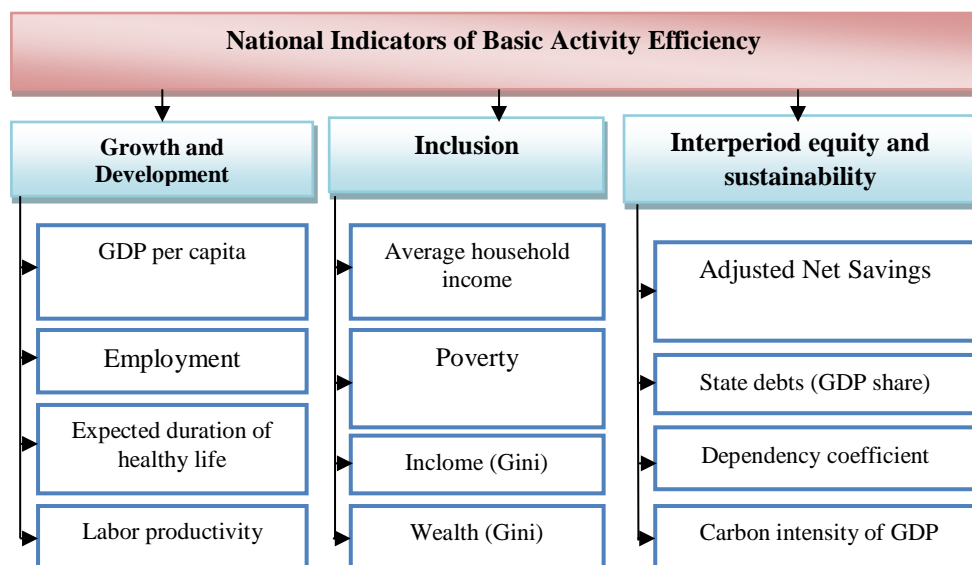 National Indicators of Basic Activity Efficiency
Growth and
Development
GDP per capita
Employment
Expected duration of
healthy life
Labor productivity
Inclusion
Average household
income
Poverty
Inclome (Gini)
Wealth (Gini)
Interperiod equity and
sustainability
Adjusted Net Savings
State debts (GDP share)
Dependency coefficient
Carbon intensity of GDP